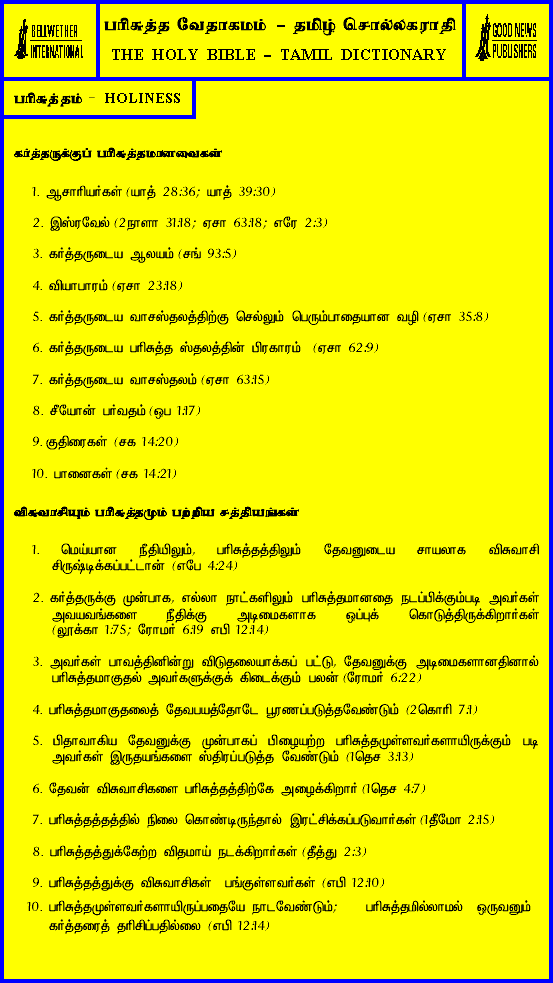 BELLWETHER
INTERNATIONAL
பரிசுத்த வேதாகமம் – தமிழ் சொல்லகராதி
THE HOLY BIBLE – TAMIL DICTIONARY
GOOD NEWS
PUBLISHERS
பரிசுத்தம் – HOLINESS
கர்த்தருக்குப் பரிசுத்தமானவைகள்
1. ஆசாரியர்கள் (யாத் 28:36; யாத் 39:30)
2. இஸ்ரவேல் (2நாளா 31:18; ஏசா 63:18; எரே 2:3)
3. கர்த்தருடைய ஆலயம் (சங் 93:5)
4. வியாபாரம் (ஏசா 23:18)
5. கர்த்தருடைய வாசஸ்தலத்திற்கு செல்லும் பெரும்பாதையான வழி (ஏசா 35:8)
6. கர்த்தருடைய பரிசுத்த ஸ்தலத்தின் பிரகாரம் (ஏசா 62:9)
7. கர்த்தருடைய வாசஸ்தலம் (ஏசா 63:15)
8. சீயோன் பர்வதம் (ஒப 1:17)
9. குதிரைகள் (சக 14:20)
10. பானைகள் (சக 14:21)
விசுவாசியும் பரிசுத்தமும் பற்றிய சத்தியங்கள்
1. மெய்யான நீதியிலும், பரிசுத்தத்திலும் தேவனுடைய சாயலாக விசுவாசி
சிருஷ்டிக்கப்பட்டான் (எபே 4:24)
2. கர்த்தருக்கு முன்பாக, எல்லா நாட்களிலும் பரிசுத்தமானதை நடப்பிக்கும்படி அவர்கள்
அவயவங்களை நீதிக்கு அடிமைகளாக ஒப்புக் கொடுத்திருக்கிறார்கள்
(லூக்கா 1:75; ரோமர் 6:19 எபி 12:14)
3. அவர்கள் பாவத்தினின்று விடுதலையாக்கப் பட்டு, தேவனுக்கு அடிமைகளானதினால்
பரிசுத்தமாகுதல் அவர்களுக்குக் கிடைக்கும் பலன் (ரோமர் 6:22)
4. பரிசுத்தமாகுதலைத் தேவபயத்தோடே பூரணப்படுத்தவேண்டும் (2கொரி 7:1)
5. பிதாவாகிய தேவனுக்கு முன்பாகப் பிழையற்ற பரிசுத்தமுள்ளவர்களாயிருக்கும் படி
அவர்கள் இருதயங்களை ஸ்திரப்படுத்த வேண்டும் (1தெச 3:13)
6. தேவன் விசுவாசிகளை பரிசுத்தத்திற்கே அழைக்கிறார் (1தெச 4:7)
7. பரிசுத்தத்தத்தில் நிலை கொண்டிருந்தால் இரட்சிக்கப்படுவார்கள் (1தீமோ 2:15)
8. பரிசுத்தத்துக்கேற்ற விதமாய் நடக்கிறார்கள் (தீத்து 2:3)
9. பரிசுத்தத்துக்கு விசுவாசிகள் பங்குள்ளவர்கள் (எபி 12:10)
10. பரிசுத்தமுள்ளவர்களாயிருப்பதையே நாடவேண்டும்; பரிசுத்தமில்லாமல் ஒருவனும்
கர்த்தரைத் தரிசிப்பதில்லை (எபி 12:14)